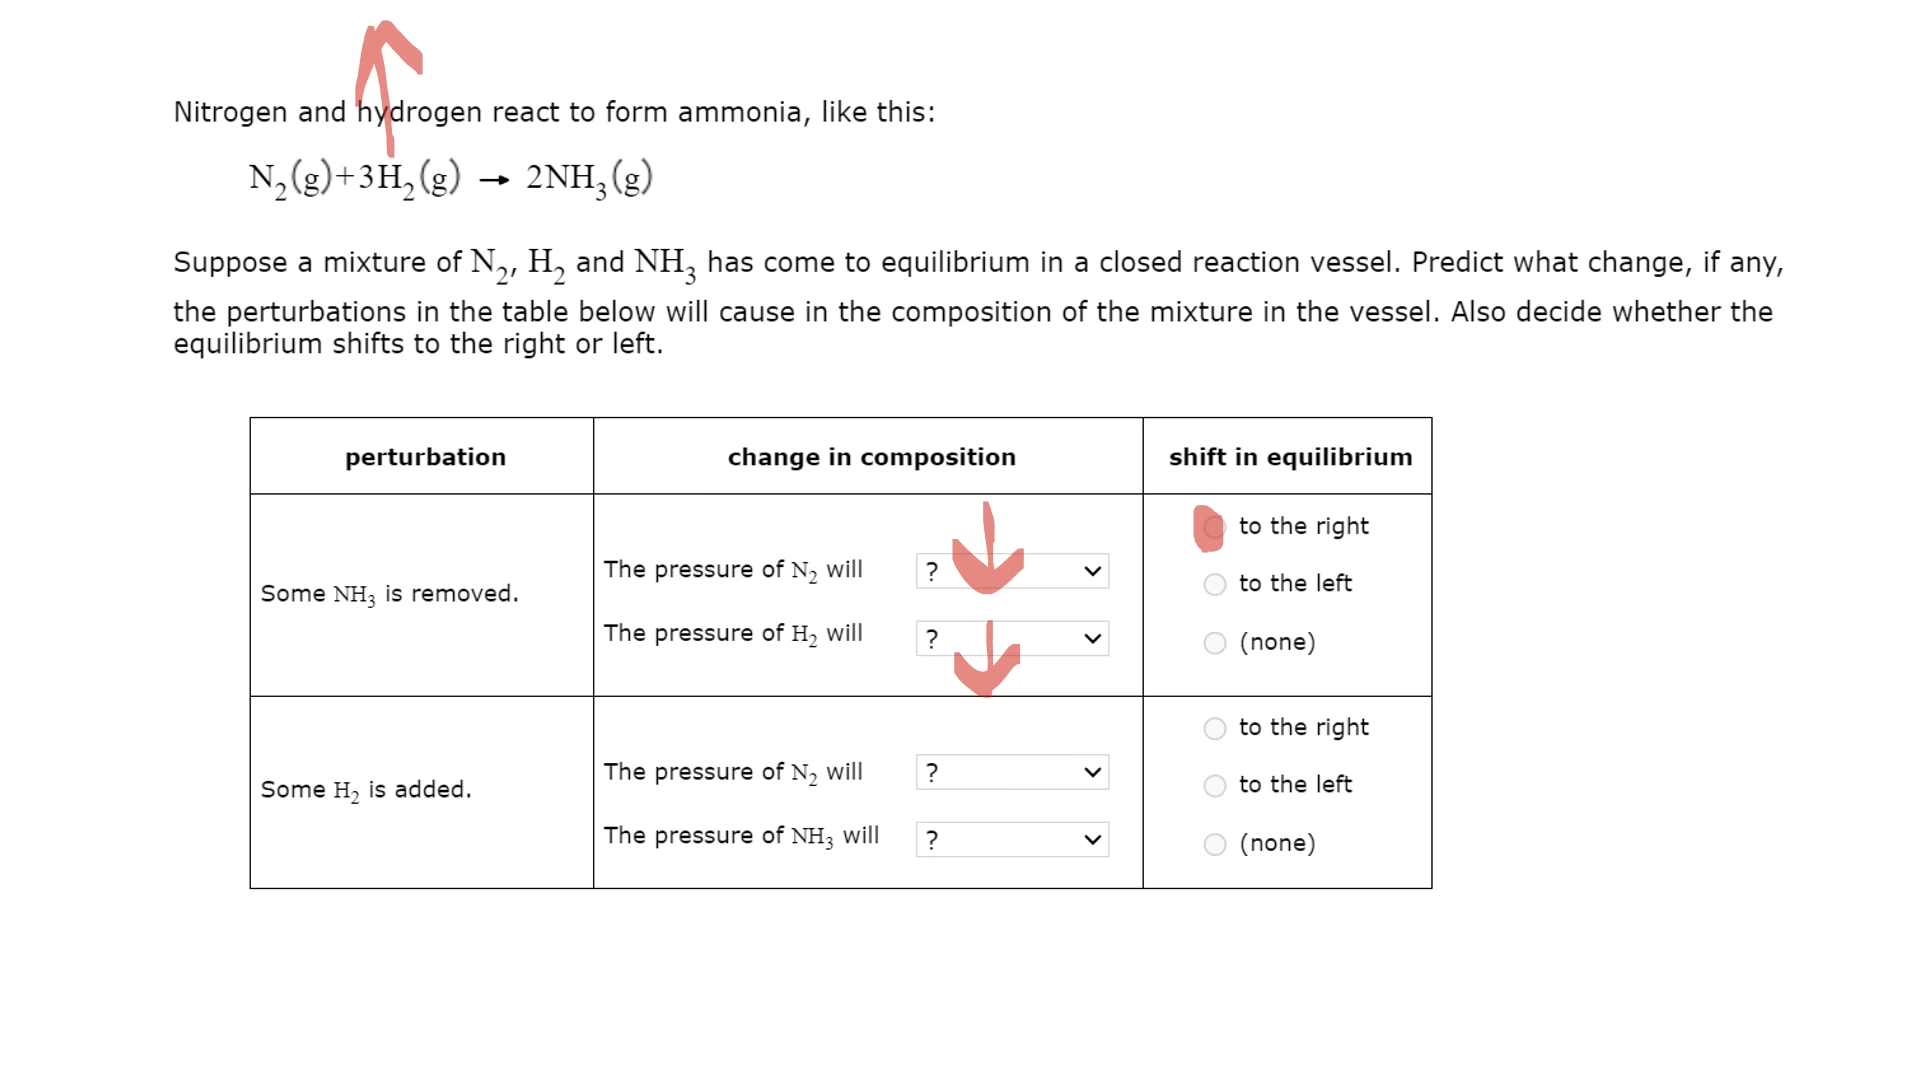 Nitrogen and hydrogen react to form ammonia, like this:
N₂(g)+3H₂(g) → 2NH₃(g)
Suppose a mixture of N₂, H₂ and NH₃ has come to equilibrium in a closed reaction vessel. Predict what change, if any,
the perturbations in the table below will cause in the composition of the mixture in the vessel. Also decide whether the
equilibrium shifts to the right or left.
perturbation
change in composition
shift in equilibrium
Some NH₃ is removed.
The pressure of N₂ will ?
The pressure of H₂ will ?
to the right
to the left
(none)
Some H₂ is added.
The pressure of N₂ will ?
The pressure of NH₃ will ?
to the right
to the left
(none)